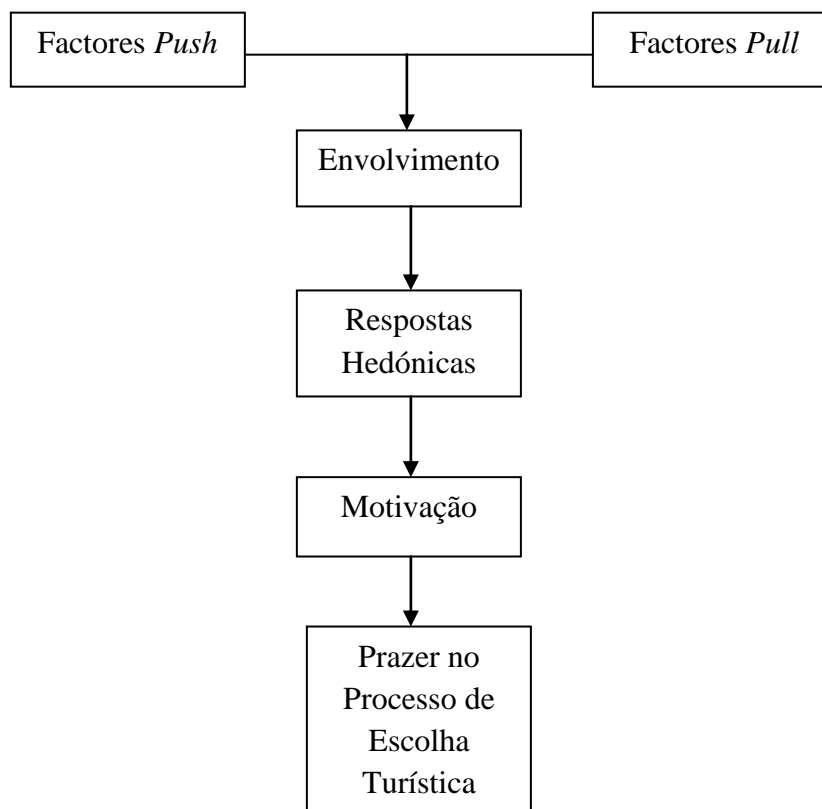 Factores Push
Factores Pull
Envolvimento
Respostas
Hedónicas
Motivação
Prazer no
Processo de
Escolha
Turística